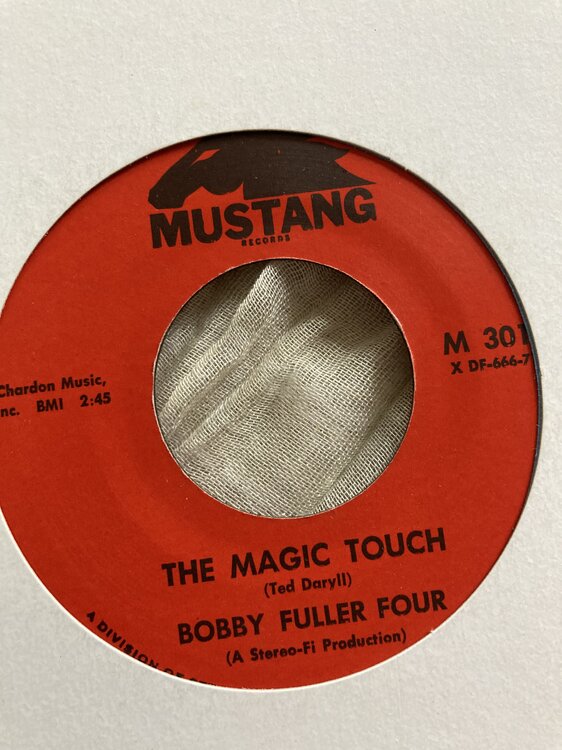 MUSTANG
RECORDS
M 301
X DF-666-7
Chardon Music,
nc. BMI 2:45
THE MAGIC TOUCH
(Ted Daryll)
BOBBY FULLER FOUR
(A Stereo-Fi Production)
A DIVISION OF